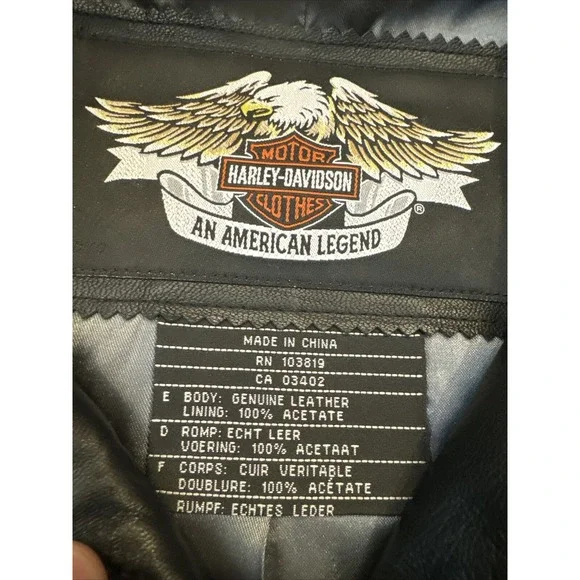 MOTOR
HARLEY-DAVIDSON
CLOTHES
AN AMERICAN LEGEND
®
MADE IN CHINA
RN 103819
CA 03402
E BODY: GENUINE LEATHER
LINING: 100% ACETATE
D ROMP: ECHT LEER
VOERING: 100% ACETAAT
F CORPS: CUIR VERITABLE
DOUBLURE: 100% ACÉTATE
RUMPF: ECHTES LEDER